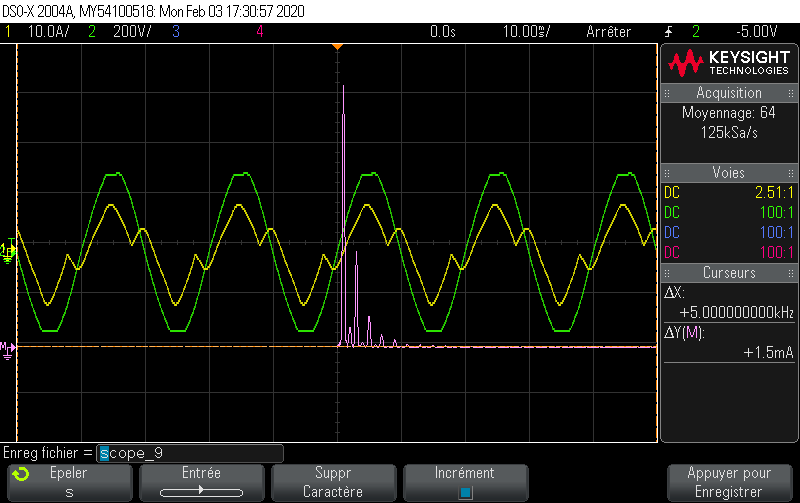 DSO-X 2004A, MY54100518: Mon Feb 03 17:30:57 2020
1 10.0A/ 2 200V/ 3 4 0.0s 10.00ms/ Arrêter 2 -5.00V
KEYSIGHT
TECHNOLOGIES
Acquisition
Moyennage: 64
125kSa/s
Voies
DC 2.51:1
DC 100:1
DC 100:1
DC 100:1
Curseurs
ΔX:
+5.000000000kHz
ΔY(M):
+1.5mA
M
Enreg fichier = scope_9
Epeler
s
Entrée
Suppr
Caractère
Incrément
Appuyer pour
Enregistrer